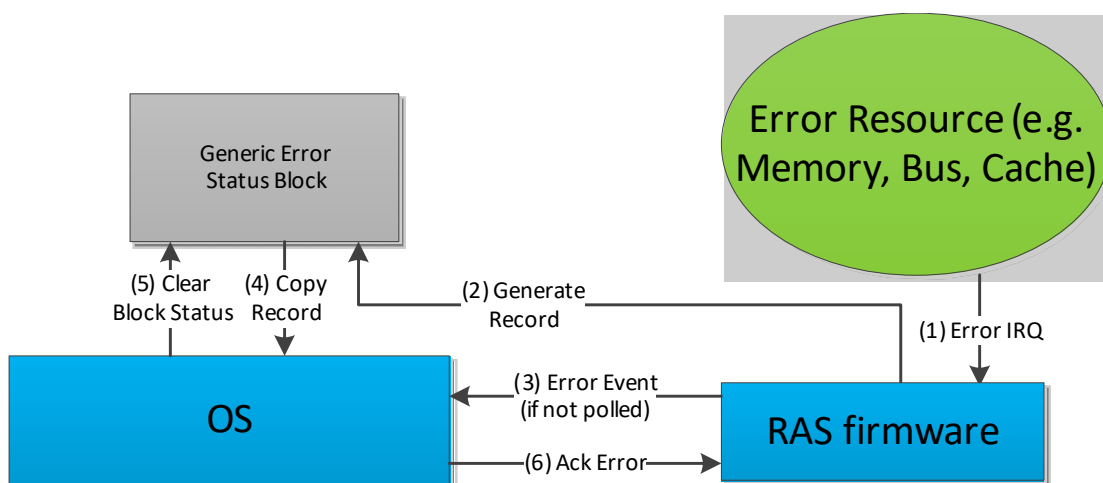 Error Resource (e.g.
Memory, Bus, Cache)
Generic Error
Status Block
(5) Clear
Block Status
(4) Copy
Record
(2) Generate
Record
(1) Error IRQ
(3) Error Event
(if not polled)
OS
RAS firmware
(6) Ack Error